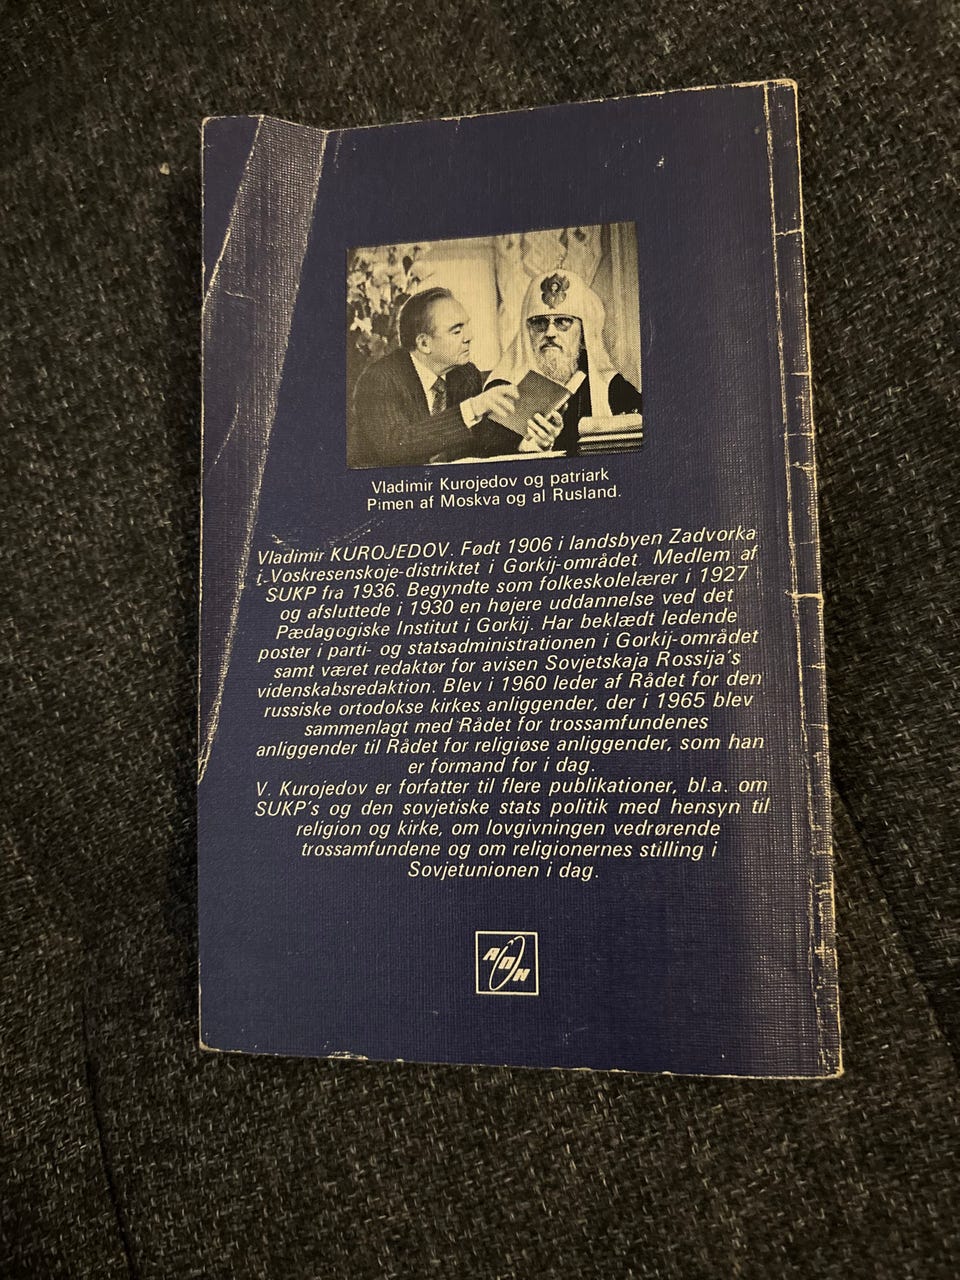 Vladimir Kurojedov og patriark
Pimen af Moskva og al Rusland.
Vladimir KUROJEDOV. Født 1906 i landsbyen Zadvorka
i Voskresenskoje-distriktet i Gorkij-området. Medlem af
SUKP fra 1936. Begyndte som folkeskolelærer i 1927
og afsluttede i 1930 en højere uddannelse ved det
Pædagogiske Institut i Gorkij. Har beklædt ledende
poster i parti- og statsadministrationen i Gorkij-området
samt været redaktør for avisen Sovjetskaja Rossija's
videnskabsredaktion. Blev i 1960 leder af Rådet for den
russiske ortodokse kirkes anliggender, der i 1965 blev
sammenlagt med Rådet for trossamfundenes
anliggender til Rådet for religiøse anliggender, som han
er formand for i dag.
V. Kurojedov er forfatter til flere publikationer, bl.a. om
SUKP's og den sovjetiske stats politik med hensyn til
religion og kirke, om lovgivningen vedrørende
trossamfundene og om religionernes stilling i
Sovjetunionen i dag.
АПН